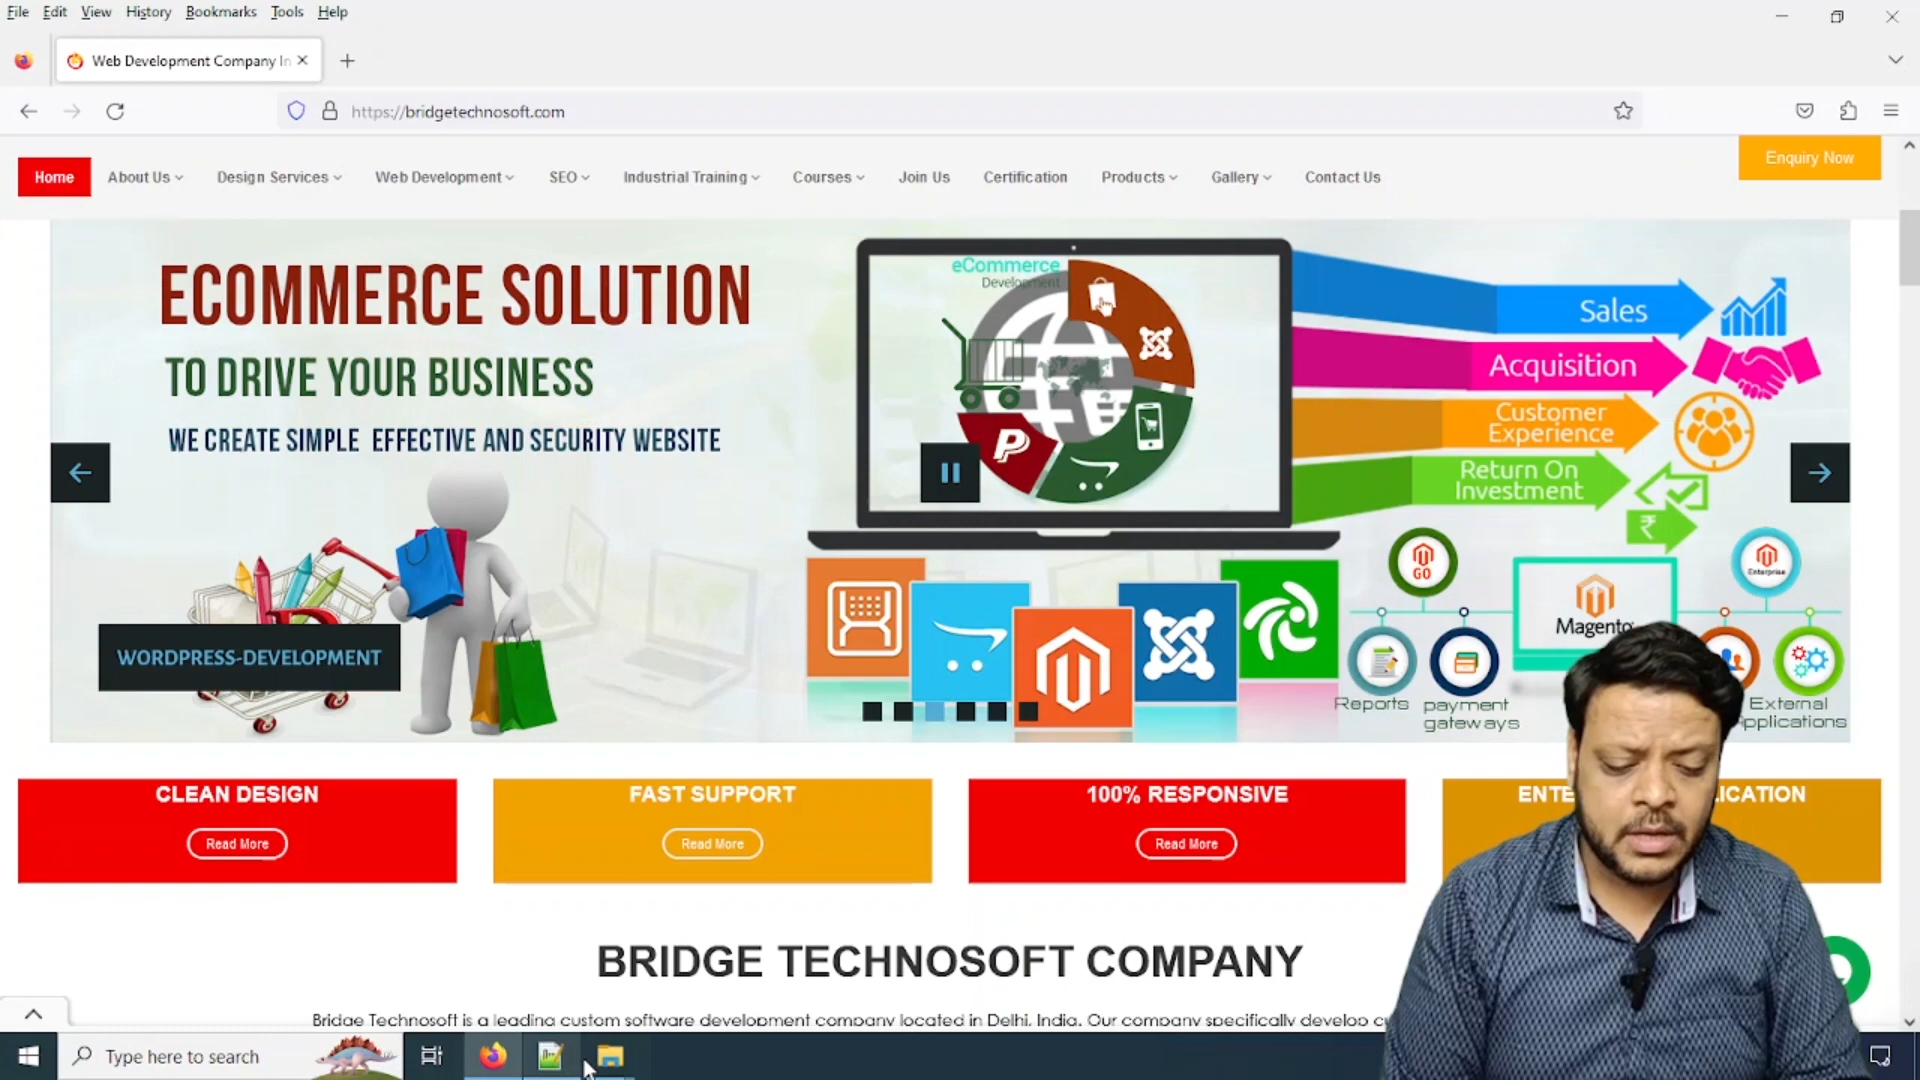 File Edit View History Bookmarks Tools Help
Web Development Company In
https://bridgetechnosoft.com
Enquiry Now
Home About Us Design Services Web Development SEO Industrial Training Courses Join Us Certification Products Gallery Contact Us
ECOMMERCE SOLUTION
TO DRIVE YOUR BUSINESS
WE CREATE SIMPLE EFFECTIVE AND SECURITY WEBSITE
eCommerce
Development
Sales
Acquisition
Customer
Experience
Return On
Investment
GO
Enterprise
Magento
WORDPRESS-DEVELOPMENT
Reports
payment
gateways
External
pplications
CLEAN DESIGN
Read More
FAST SUPPORT
Read More
100% RESPONSIVE
Read More
ENTE LICATION
BRIDGE TECHNOSOFT COMPANY
Bridge Technosoft is a leading custom software development company located in Delhi, India. Our company specifically develop c
Type here to search